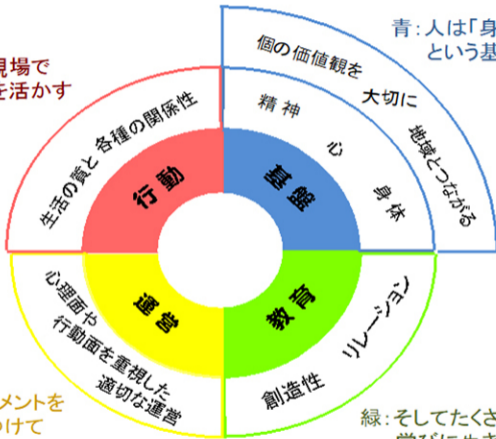 個の価値観を
大切に
地域とつながる
青：人は「身
という基
現場で
を活かす
生活の質と各種の関係性
精神
心
身体
行動
基盤
運営
教育
心理面や
行動面を重視した
適切な運営
創造性
リレーション
メントを
つけて
緑：そしてたくさ